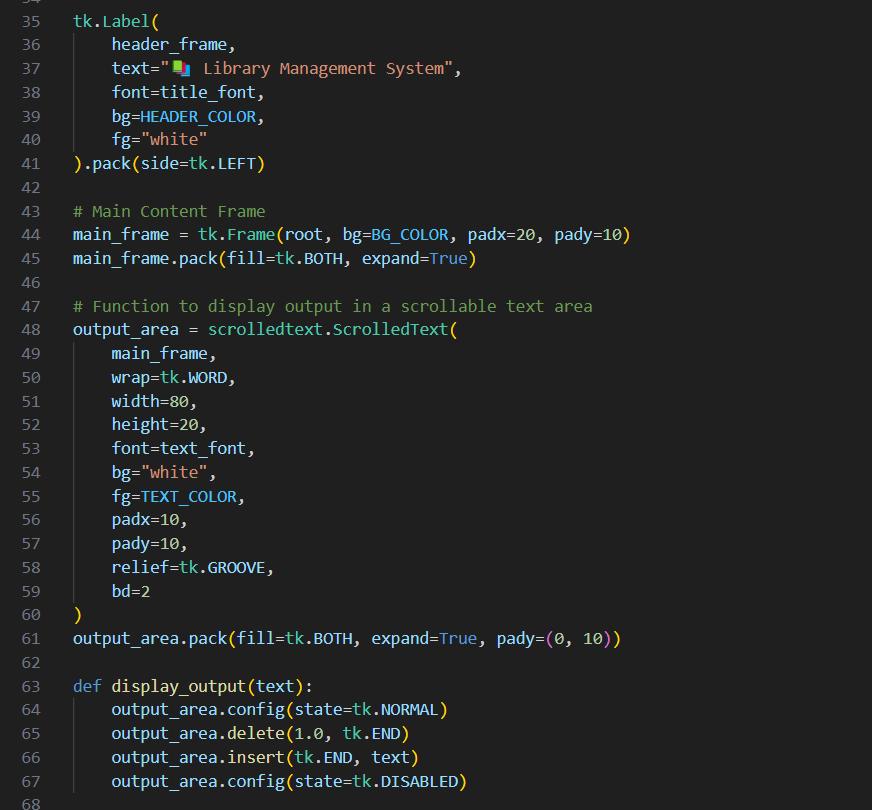 34
35 tk.Label(
36     header_frame,
37     text="📚 Library Management System",
38     font=title_font,
39     bg=HEADER_COLOR,
40     fg="white"
41 ).pack(side=tk.LEFT)
42
43 # Main Content Frame
44 main_frame = tk.Frame(root, bg=BG_COLOR, padx=20, pady=10)
45 main_frame.pack(fill=tk.BOTH, expand=True)
46
47 # Function to display output in a scrollable text area
48 output_area = scrolledtext.ScrolledText(
49     main_frame,
50     wrap=tk.WORD,
51     width=80,
52     height=20,
53     font=text_font,
54     bg="white",
55     fg=TEXT_COLOR,
56     padx=10,
57     pady=10,
58     relief=tk.GROOVE,
59     bd=2
60 )
61 output_area.pack(fill=tk.BOTH, expand=True, pady=(0, 10))
62
63 def display_output(text):
64     output_area.config(state=tk.NORMAL)
65     output_area.delete(1.0, tk.END)
66     output_area.insert(tk.END, text)
67     output_area.config(state=tk.DISABLED)
68